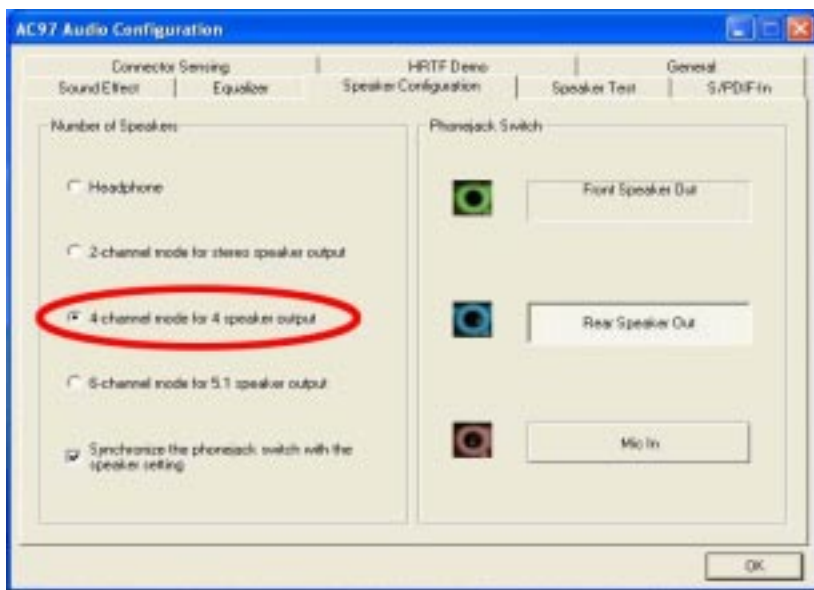 AC97 Audio Configuration
Connector Sensing
HRTF Demo
General
Sound Effect
Equalizer
Speaker Configuration
Speaker Test
S/PDIF-In
Number of Speakers
Phonejack Switch
Headphone
Front Speaker Out
2-channel mode for stereo speaker output
4-channel mode for 4 speaker output
Rear Speaker Out
6-channel mode for 5.1 speaker output
Synchronize the phonejack switch with the
speaker setting
Mic In
OK